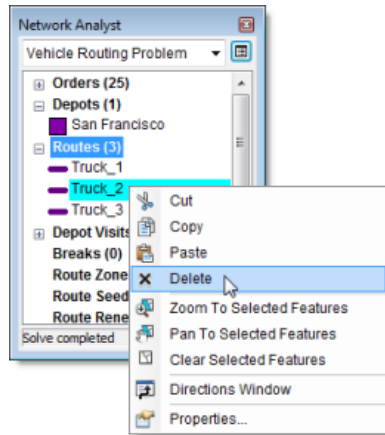 Network Analyst
Vehicle Routing Problem
Orders (25)
Depots (1)
San Francisco
Routes (3)
Truck_1
Truck_2
Truck_3
Depot Visits
Breaks (0)
Route Zone
Route Seed
Route Rene
Solve completed
Cut
Copy
Paste
Delete
Zoom To Selected Features
Pan To Selected Features
Clear Selected Features
Directions Window
Properties...